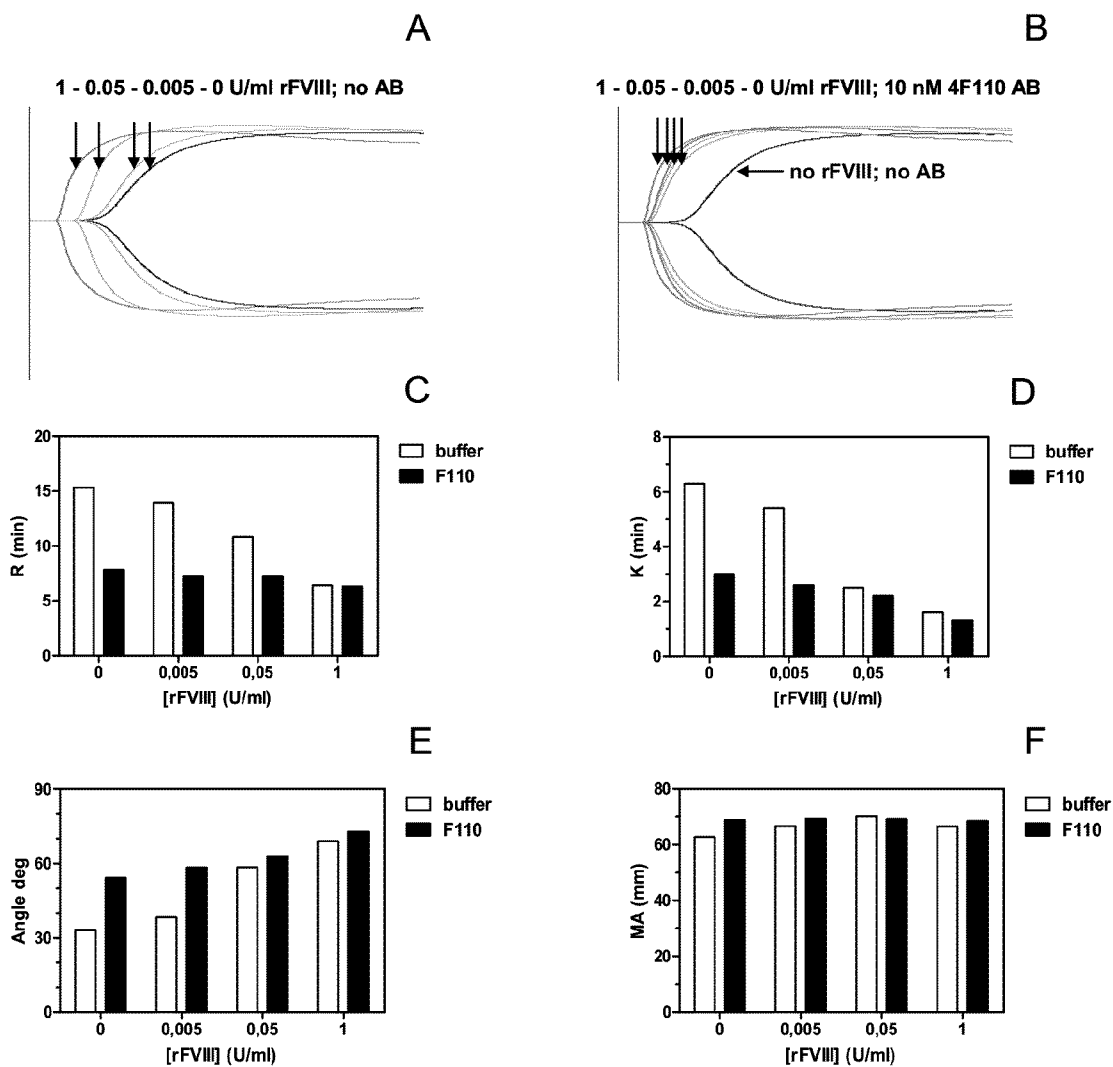 A
1 - 0.05 - 0.005 - 0 U/ml rFVIII; no AB
B
1 - 0.05 - 0.005 - 0 U/ml rFVIII; 10 nM 4F110 AB
no rFVIII; no AB
C
20
15
10
5
0
R (min)
0
0,005
0,05
1
[rFVIII] (U/ml)
buffer
F110
D
8
6
4
2
0
K (min)
0
0,005
0,05
1
[rFVIII] (U/ml)
buffer
F110
E
90
60
30
0
Angle deg
0
0,005
0,05
1
[rFVIII] (U/ml)
buffer
F110
F
80
60
40
20
0
MA (mm)
0
0,005
0,05
1
[rFVIII] (U/ml)
buffer
F110